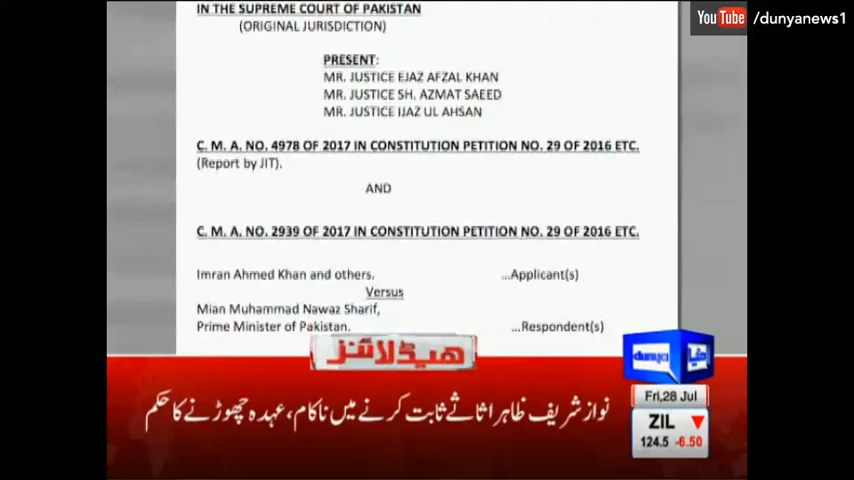 YouTube /dunyanews1
IN THE SUPREME COURT OF PAKISTAN
(ORIGINAL JURISDICTION)
PRESENT:
MR. JUSTICE EJAZ AFZAL KHAN
MR. JUSTICE SH. AZMAT SAEED
MR. JUSTICE IJAZ UL AHSAN
C. M. A. NO. 4978 OF 2017 IN CONSTITUTION PETITION NO. 29 OF 2016 ETC.
(Report by JIT).
AND
C. M. A. NO. 2939 OF 2017 IN CONSTITUTION PETITION NO. 29 OF 2016 ETC.
Imran Ahmed Khan and others. ...Applicant(s)
Versus
Mian Muhammad Nawaz Sharif,
Prime Minister of Pakistan. ...Respondent(s)
ہیڈلائنز
dunya دنیا
نواز شریف ظاہر اثاثے ثابت کرنے میں ناکام، عہدہ چھوڑنے کا حکم
Fri,28 Jul
ZIL
124.5 -6.50